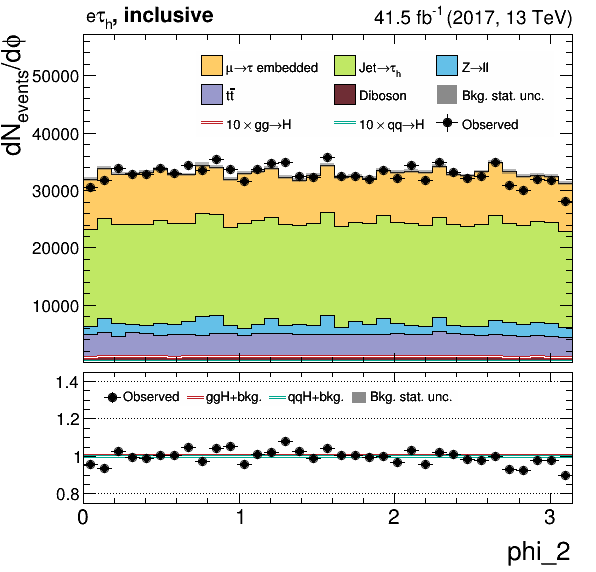 eτh, inclusive 41.5 fb⁻¹ (2017, 13 TeV)
dNevents/dϕ
50000
40000
30000
20000
10000
μ→τ embedded Jet→τh Z→ll
tt̅ Diboson Bkg. stat. unc.
10 × gg→H 10 × qq→H Observed
1.4
1.2
1
0.8
Observed ggH+bkg. qqH+bkg. Bkg. stat. unc.
0 1 2 3
phi_2